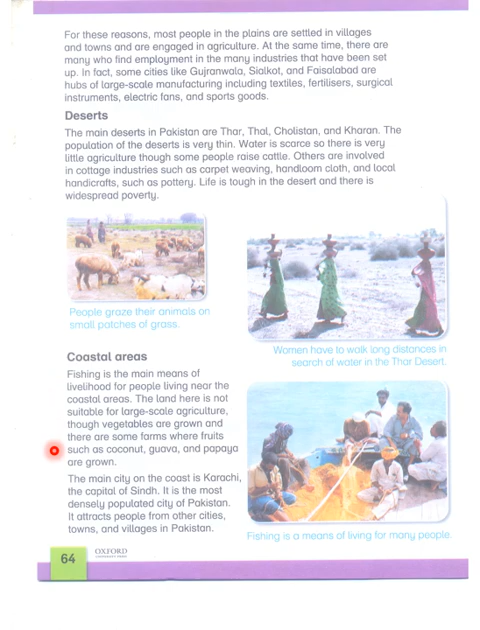 For these reasons, most people in the plains are settled in villages
and towns and are engaged in agriculture. At the same time, there are
many who find employment in the many industries that have been set
up. In fact, some cities like Gujranwala, Sialkot, and Faisalabad are
hubs of large-scale manufacturing including textiles, fertilisers, surgical
instruments, electric fans, and sports goods.
Deserts
The main deserts in Pakistan are Thar, Thal, Cholistan, and Kharan. The
population of the deserts is very thin. Water is scarce so there is very
little agriculture though some people raise cattle. Others are involved
in cottage industries such as carpet weaving, handloom cloth, and local
handicrafts, such as pottery. Life is tough in the desert and there is
widespread poverty.
People graze their animals on
small patches of grass.
Women have to walk long distances in
search of water in the Thar Desert.
Coastal areas
Fishing is the main means of
livelihood for people living near the
coastal areas. The land here is not
suitable for large-scale agriculture,
though vegetables are grown and
there are some farms where fruits
such as coconut, guava, and papaya
are grown.
The main city on the coast is Karachi,
the capital of Sindh. It is the most
densely populated city of Pakistan.
It attracts people from other cities,
towns, and villages in Pakistan.
Fishing is a means of living for many people.
64
OXFORD
UNIVERSITY PRESS